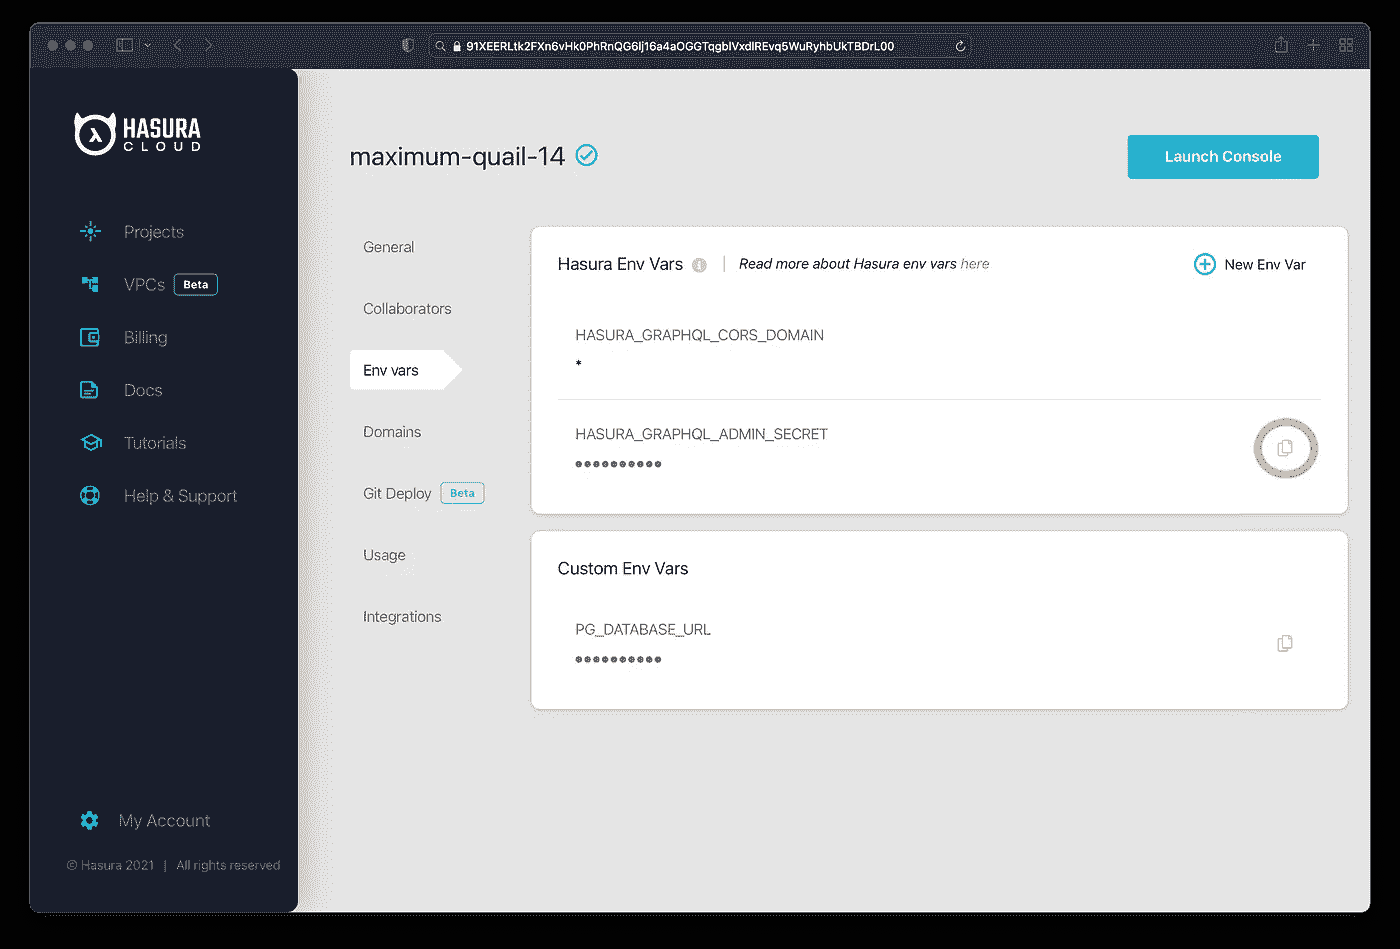 91XEERLtk2FXn6vHk0PhRnQG6lj16a4aOGGTqgblVxdlREvq5WuRyhbUkTBDrL00
HASURA
CLOUD
Projects
VPCs Beta
Billing
Docs
Tutorials
Help & Support
My Account
© Hasura 2021 | All rights reserved
maximum-quail-14
Launch Console
General
Collaborators
Env vars
Domains
Git Deploy Beta
Usage
Integrations
Hasura Env Vars | Read more about Hasura env vars here
New Env Var
HASURA_GRAPHQL_CORS_DOMAIN
*
HASURA_GRAPHQL_ADMIN_SECRET
Custom Env Vars
PG_DATABASE_URL